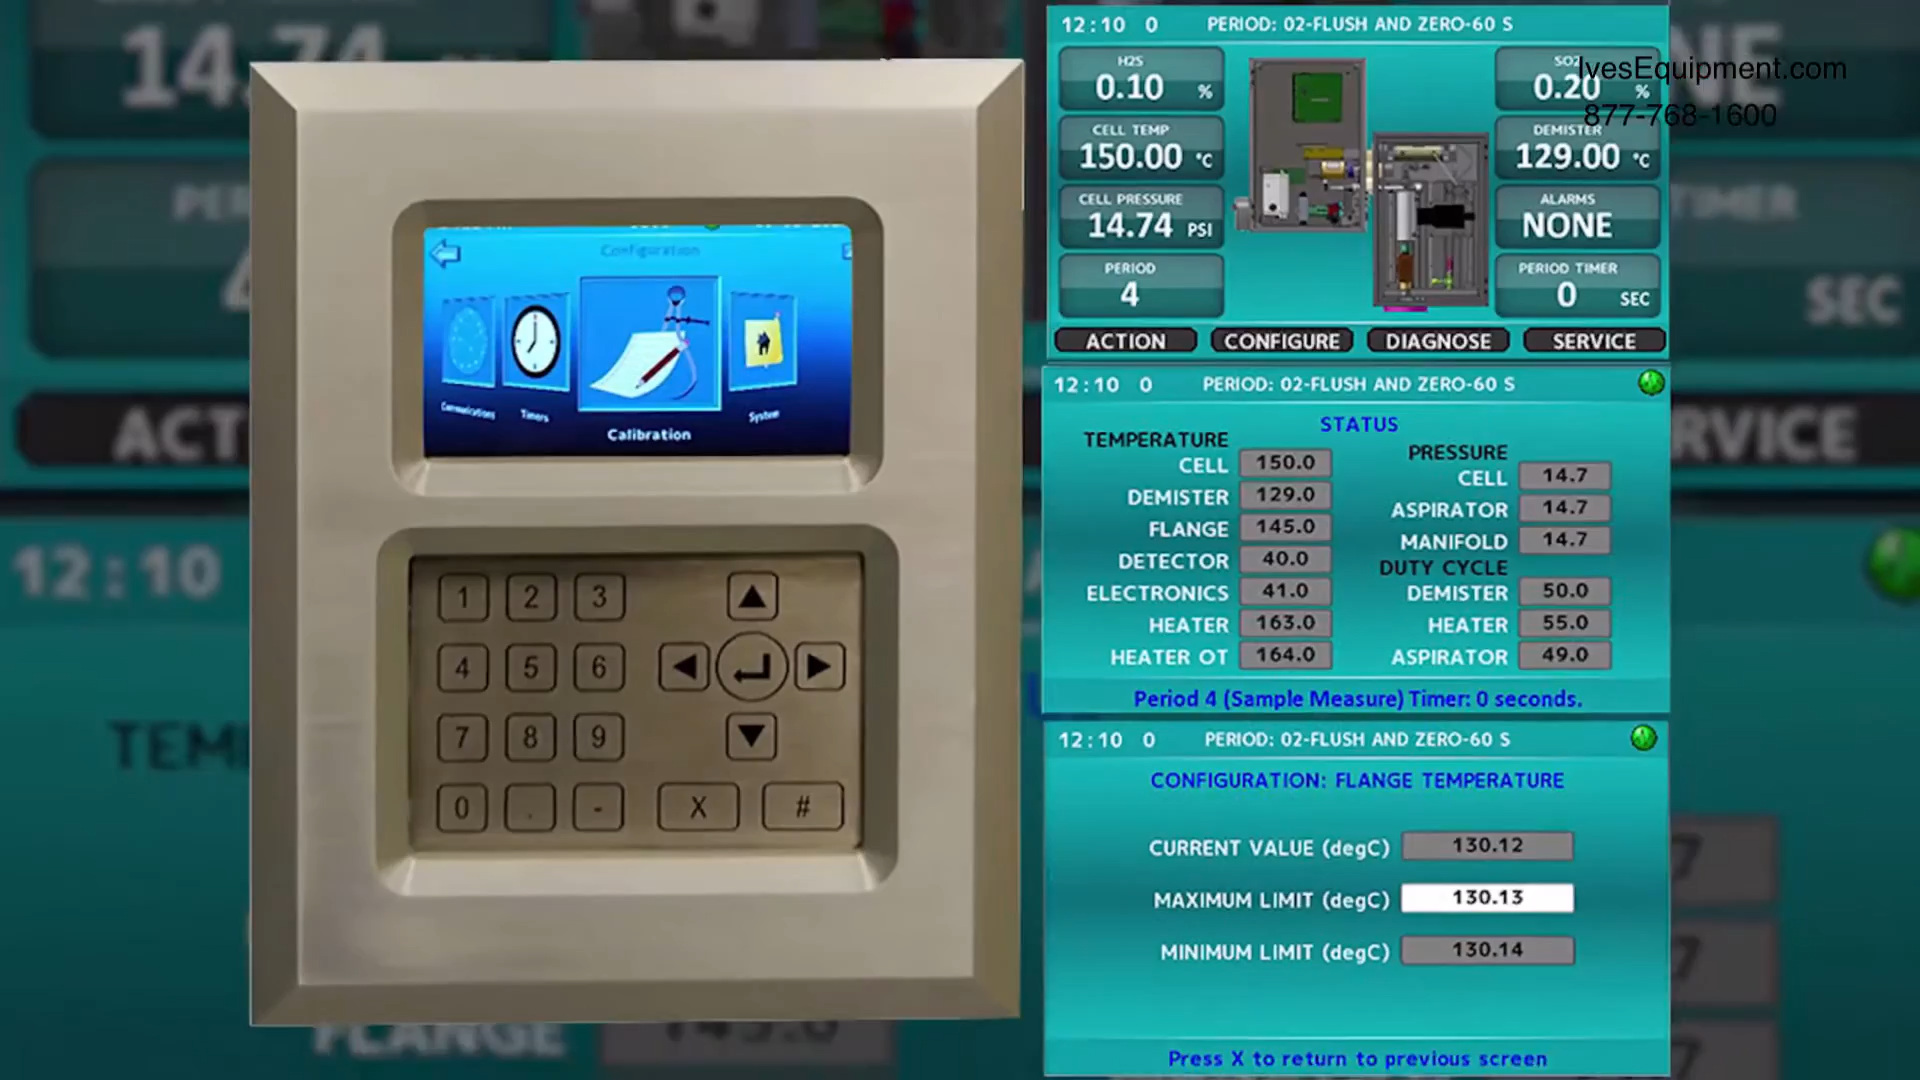 Configuration
Communications
Timers
System
Calibration
1 2 3
4 5 6
7 8 9
0 . - X #
12:10 0 PERIOD: 02-FLUSH AND ZERO-60 S
H2S
0.10 %
CELL TEMP
150.00 °C
CELL PRESSURE
14.74 PSI
PERIOD
4
SO2
0.20 %
DEMISTER
129.00 °C
ALARMS
NONE
PERIOD TIMER
0 SEC
ACTION CONFIGURE DIAGNOSE SERVICE
IvesEquipment.com
877-768-1600
12:10 0 PERIOD: 02-FLUSH AND ZERO-60 S
STATUS
TEMPERATURE
CELL 150.0
DEMISTER 129.0
FLANGE 145.0
DETECTOR 40.0
ELECTRONICS 41.0
HEATER 163.0
HEATER OT 164.0
PRESSURE
CELL 14.7
ASPIRATOR 14.7
MANIFOLD 14.7
DUTY CYCLE
DEMISTER 50.0
HEATER 55.0
ASPIRATOR 49.0
Period 4 (Sample Measure) Timer: 0 seconds.
12:10 0 PERIOD: 02-FLUSH AND ZERO-60 S
CONFIGURATION: FLANGE TEMPERATURE
CURRENT VALUE (degC) 130.12
MAXIMUM LIMIT (degC) 130.13
MINIMUM LIMIT (degC) 130.14
Press X to return to previous screen
14.74
SEC
12:10
FLANGE 145.0